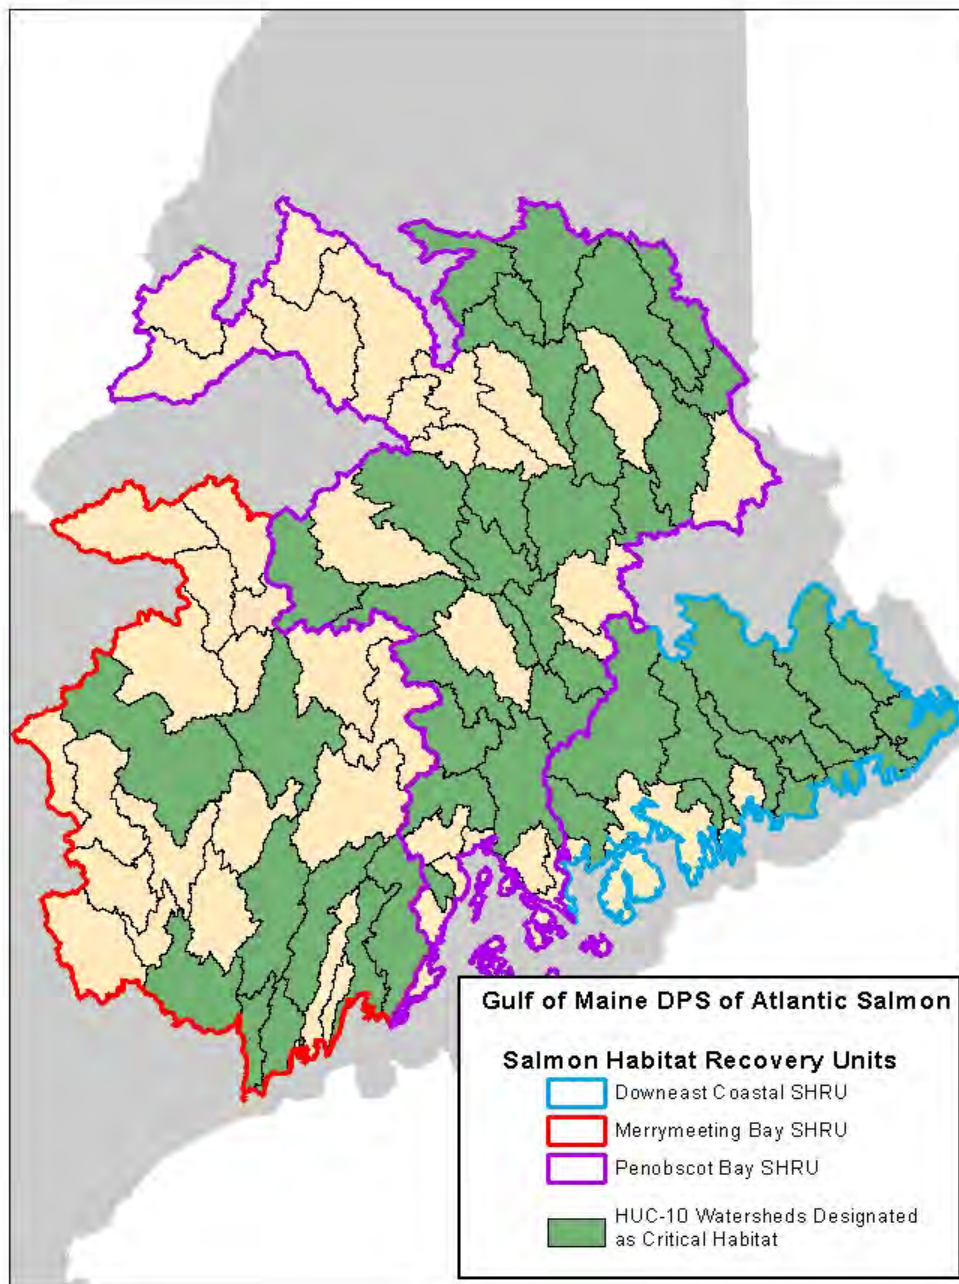 Gulf of Maine DPS of Atlantic Salmon
Salmon Habitat Recovery Units
Downeast Coastal SHRU
Merrymeeting Bay SHRU
Penobscot Bay SHRU
HUC-10 Watersheds Designated
as Critical Habitat